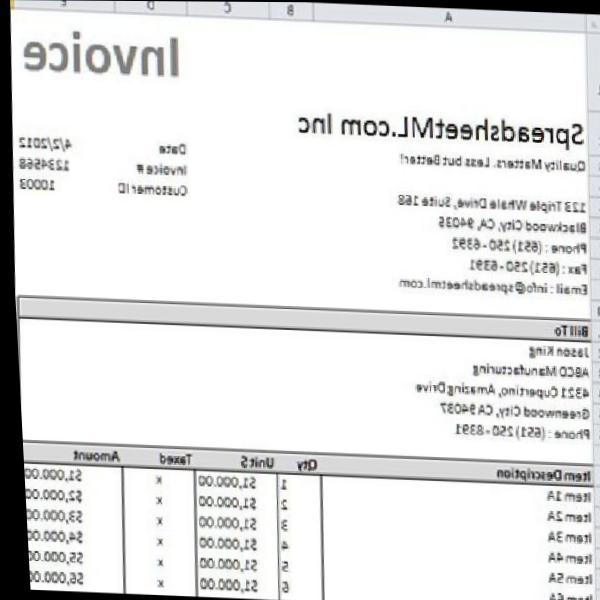 A B C D E
Invoice
SpreadsheetML.com Inc
Quality Matters. Less but Better!
Date 4/2/2012
Invoice # 1234568
Customer ID 10003
123 Triple Whale Drive, Suite 168
Blackwood City, CA,
Phone : (651) 250 - 6392
Fax : (651) 250 - 6391
Email : info@spreadsheetml.com
Bill To
Jason King
ABCD Manufacturing
4321 Cupertino, Amazing Drive
Greenwood City, CA 94037
Phone : (651) 250-8391
Item Description Qty Unit $ Taxed Amount
Item 1A 1 $1,000.00 x $1,000.00
Item 2A 2 $1,000.00 x $2,000.00
Item 3A 3 $1,000.00 x $3,000.00
Item 4A 4 $1,000.00 x $4,000.00
Item 5A 5 $1,000.00 x $5,000.00
Item 6A 6 $1,000.00 x $6,000.00